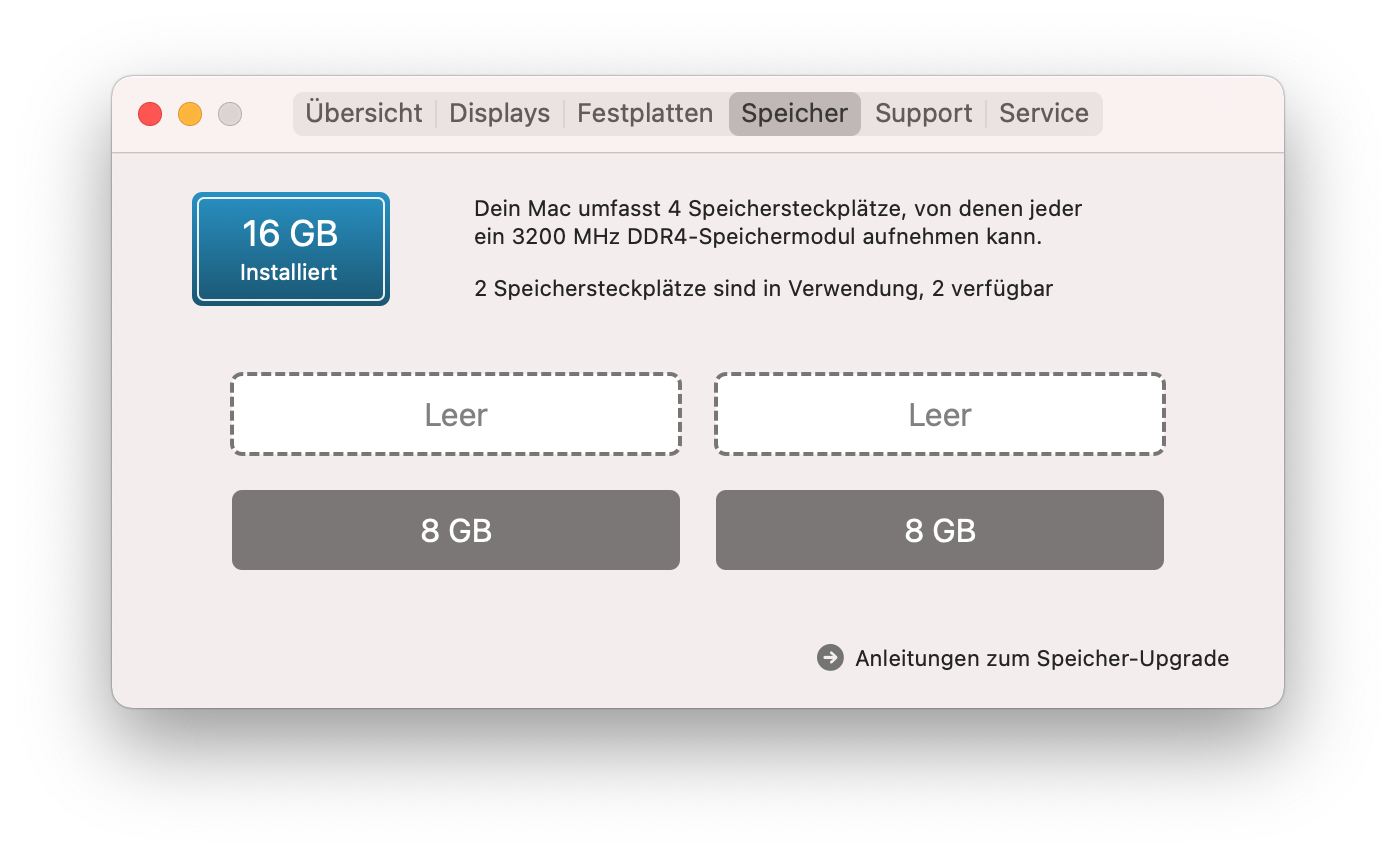 Übersicht Displays Festplatten Speicher Support Service
16 GB
Installiert
Dein Mac umfasst 4 Speichersteckplätze, von denen jeder
ein 3200 MHz DDR4-Speichermodul aufnehmen kann.
2 Speichersteckplätze sind in Verwendung, 2 verfügbar
Leer Leer
8 GB 8 GB
Anleitungen zum Speicher-Upgrade